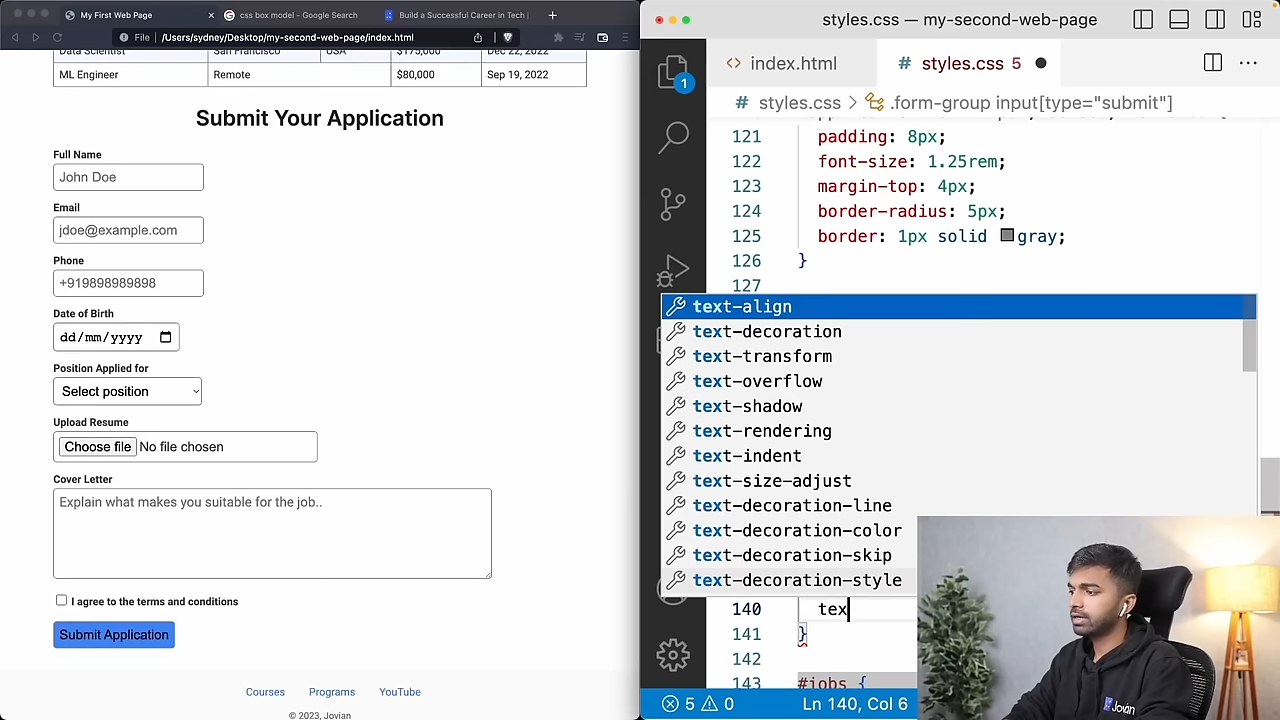 My First Web Page
css box model - Google Search
Build a Successful Career in Tech
File /Users/sydney/Desktop/my-second-web-page/index.html
Data Scientist San Francisco USA $175,000 Dec 22, 2022
ML Engineer Remote $80,000 Sep 19, 2022
Submit Your Application
Full Name
John Doe
Email
jdoe@example.com
Phone
+919898989898
Date of Birth
dd/mm/yyyy
Position Applied for
Select position
Upload Resume
Choose file No file chosen
Cover Letter
Explain what makes you suitable for the job..
I agree to the terms and conditions
Submit Application
Courses Programs YouTube
© 2023, Jovian
styles.css — my-second-web-page
1
<> index.html
# styles.css 5
# styles.css > .form-group input[type="submit"]
121 padding: 8px;
122 font-size: 1.25rem;
123 margin-top: 4px;
124 border-radius: 5px;
125 border: 1px solid gray;
126 }
127
text-align
text-decoration
text-transform
text-overflow
text-shadow
text-rendering
text-indent
text-size-adjust
text-decoration-line
text-decoration-color
text-decoration-skip
text-decoration-style
140 tex
141 }
142
143 #jobs {
5 0 Ln 140, Col 6
Jovian